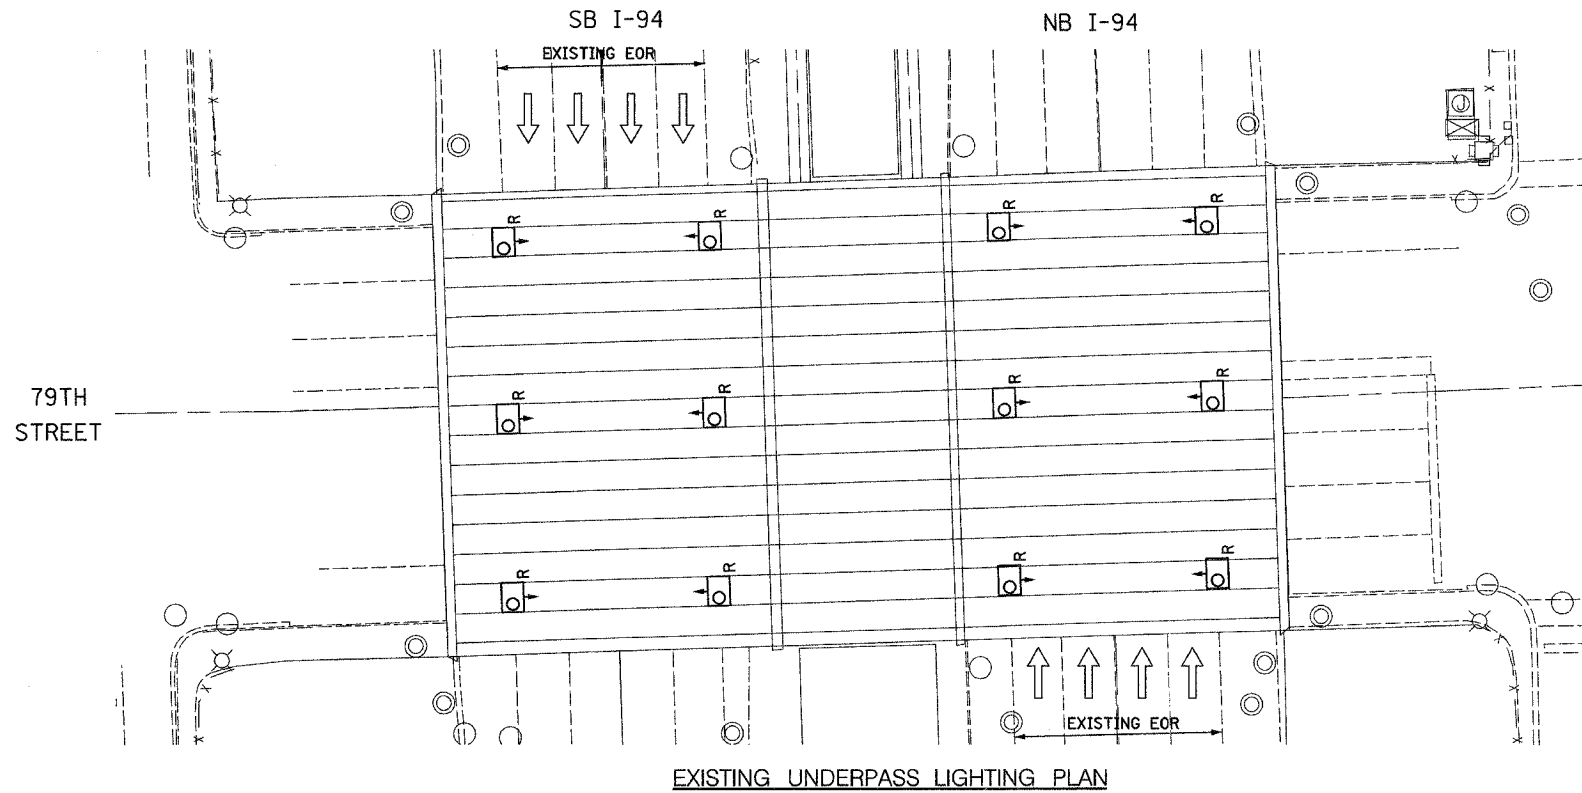 SB I-94
NB I-94
EXISTING EOR
J
R R R R
79TH
STREET
R R R R
R R R R
EXISTING EOR
EXISTING UNDERPASS LIGHTING PLAN